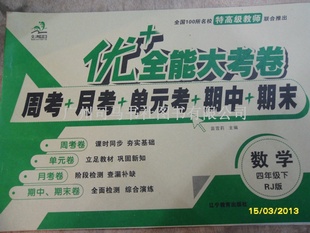 全国100所名校特高级教师联合推出
优+全能大考卷
周考+月考+单元考+期中+期末
周考卷 课时同步 夯实基础
单元卷 立足教材 巩固新知
月考卷 阶段检测 查漏补缺
期中、期末卷 全面检测 综合演练
数学
四年级下
RJ版
15/03/2013